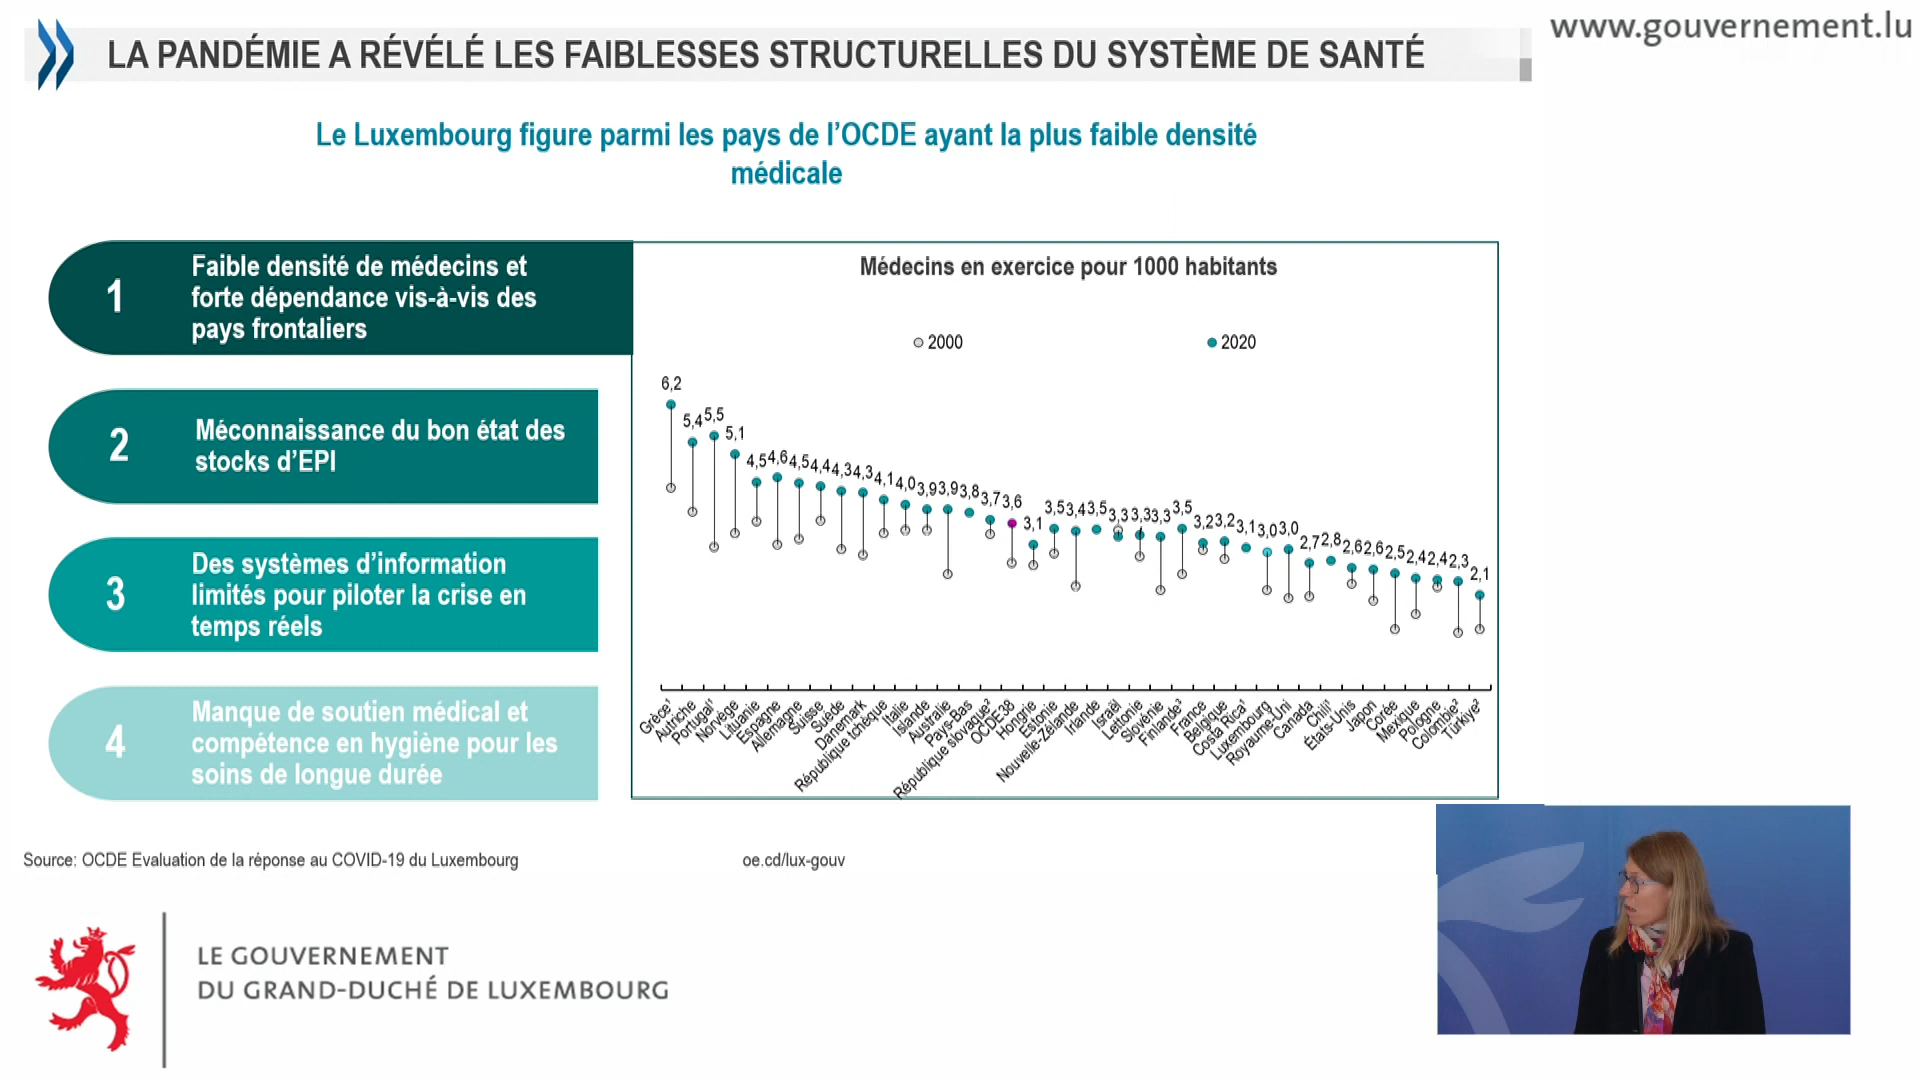 www.gouvernement.lu
LA PANDÉMIE A RÉVÉLÉ LES FAIBLESSES STRUCTURELLES DU SYSTÈME DE SANTÉ
Le Luxembourg figure parmi les pays de l’OCDE ayant la plus faible densité
médicale
1
Faible densité de médecins et
forte dépendance vis-à-vis des
pays frontaliers
2
Méconnaissance du bon état des
stocks d’EPI
3
Des systèmes d’information
limités pour piloter la crise en
temps réels
4
Manque de soutien médical et
compétence en hygiène pour les
soins de longue durée
Médecins en exercice pour 1000 habitants
2000
2020
6,2
5,4
5,5
5,1
4,5
4,6
4,5
4,4
4,3
4,3
4,1
4,0
3,9
3,9
3,8
3,7
3,6
3,1
3,5
3,4
3,5
3,3
3,3
3,3
3,5
3,2
3,2
3,1
3,0
3,0
2,7
2,8
2,6
2,6
2,5
2,4
2,4
2,3
2,1
Grèce¹
Autriche
Portugal¹
Norvège
Lituanie
Espagne
Allemagne
Suisse
Suède
Danemark
République tchèque
Italie
Islande
Australie
Pays-Bas
République slovaque²
OCDE38
Hongrie
Estonie
Nouvelle-Zélande
Irlande
Israël
Lettonie
Slovénie
Finlande²
France
Belgique
Costa Rica¹
Luxembourg
Royaume-Uni
Canada
Chili¹
États-Unis
Japon
Corée
Mexique
Pologne
Colombie²
Türkiye²
Source: OCDE Evaluation de la réponse au COVID-19 du Luxembourg
oe.cd/lux-gouv
LE GOUVERNEMENT
DU GRAND-DUCHÉ DE LUXEMBOURG